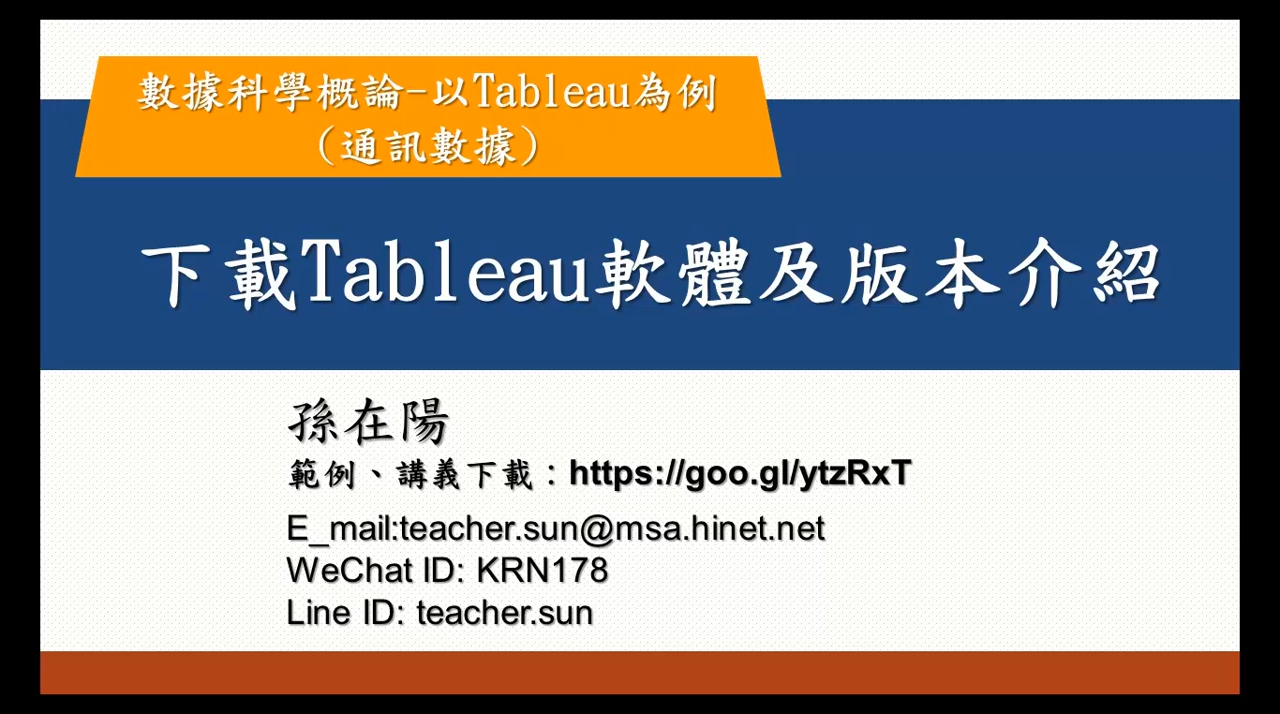 數據科學概論-以Tableau為例
（通訊數據）
下載Tableau軟體及版本介紹
孫在陽
範例、講義下載：https://goo.gl/ytzRxT
E_mail:teacher.sun@msa.hinet.net
WeChat ID: KRN178
Line ID: teacher.sun